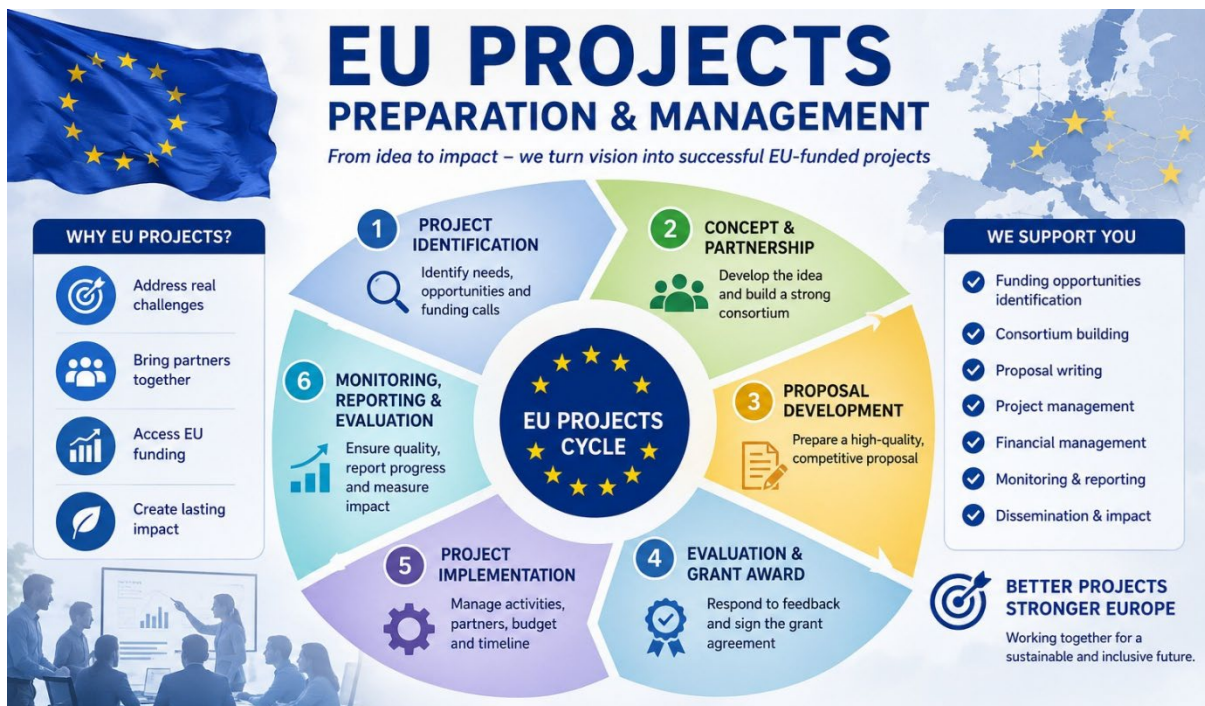 EU PROJECTS
PREPARATION & MANAGEMENT
From idea to impact – we turn vision into successful EU-funded projects
WHY EU PROJECTS?
Address real
challenges
Bring partners
together
Access EU
funding
Create lasting
impact
1
PROJECT
IDENTIFICATION
Identify needs,
opportunities and
funding calls
2
CONCEPT &
PARTNERSHIP
Develop the idea
and build a strong
consortium
3
PROPOSAL
DEVELOPMENT
Prepare a high-quality,
competitive proposal
4
EVALUATION &
GRANT AWARD
Respond to feedback
and sign the grant
agreement
5
PROJECT
IMPLEMENTATION
Manage activities,
partners, budget
and timeline
6
MONITORING,
REPORTING &
EVALUATION
Ensure quality,
report progress
and measure
impact
EU PROJECTS
CYCLE
WE SUPPORT YOU
Funding opportunities
identification
Consortium building
Proposal writing
Project management
Financial management
Monitoring & reporting
Dissemination & impact
BETTER PROJECTS
STRONGER EUROPE
Working together for a
sustainable and inclusive future.